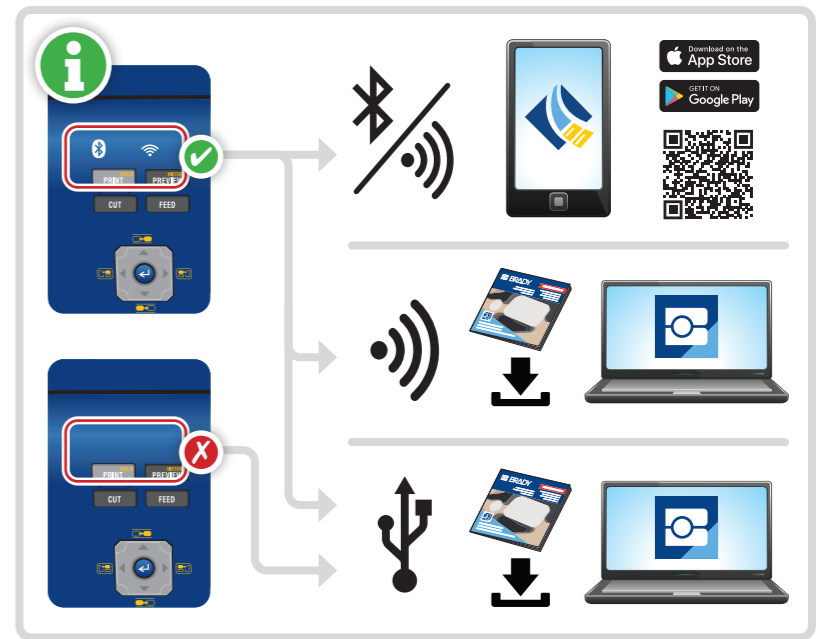 Download on the
App Store
GET IT ON
Google Play
PRINT
PREVIEW
CUT
FEED
BRADY
PRINT
PREVIEW
CUT
FEED
BRADY